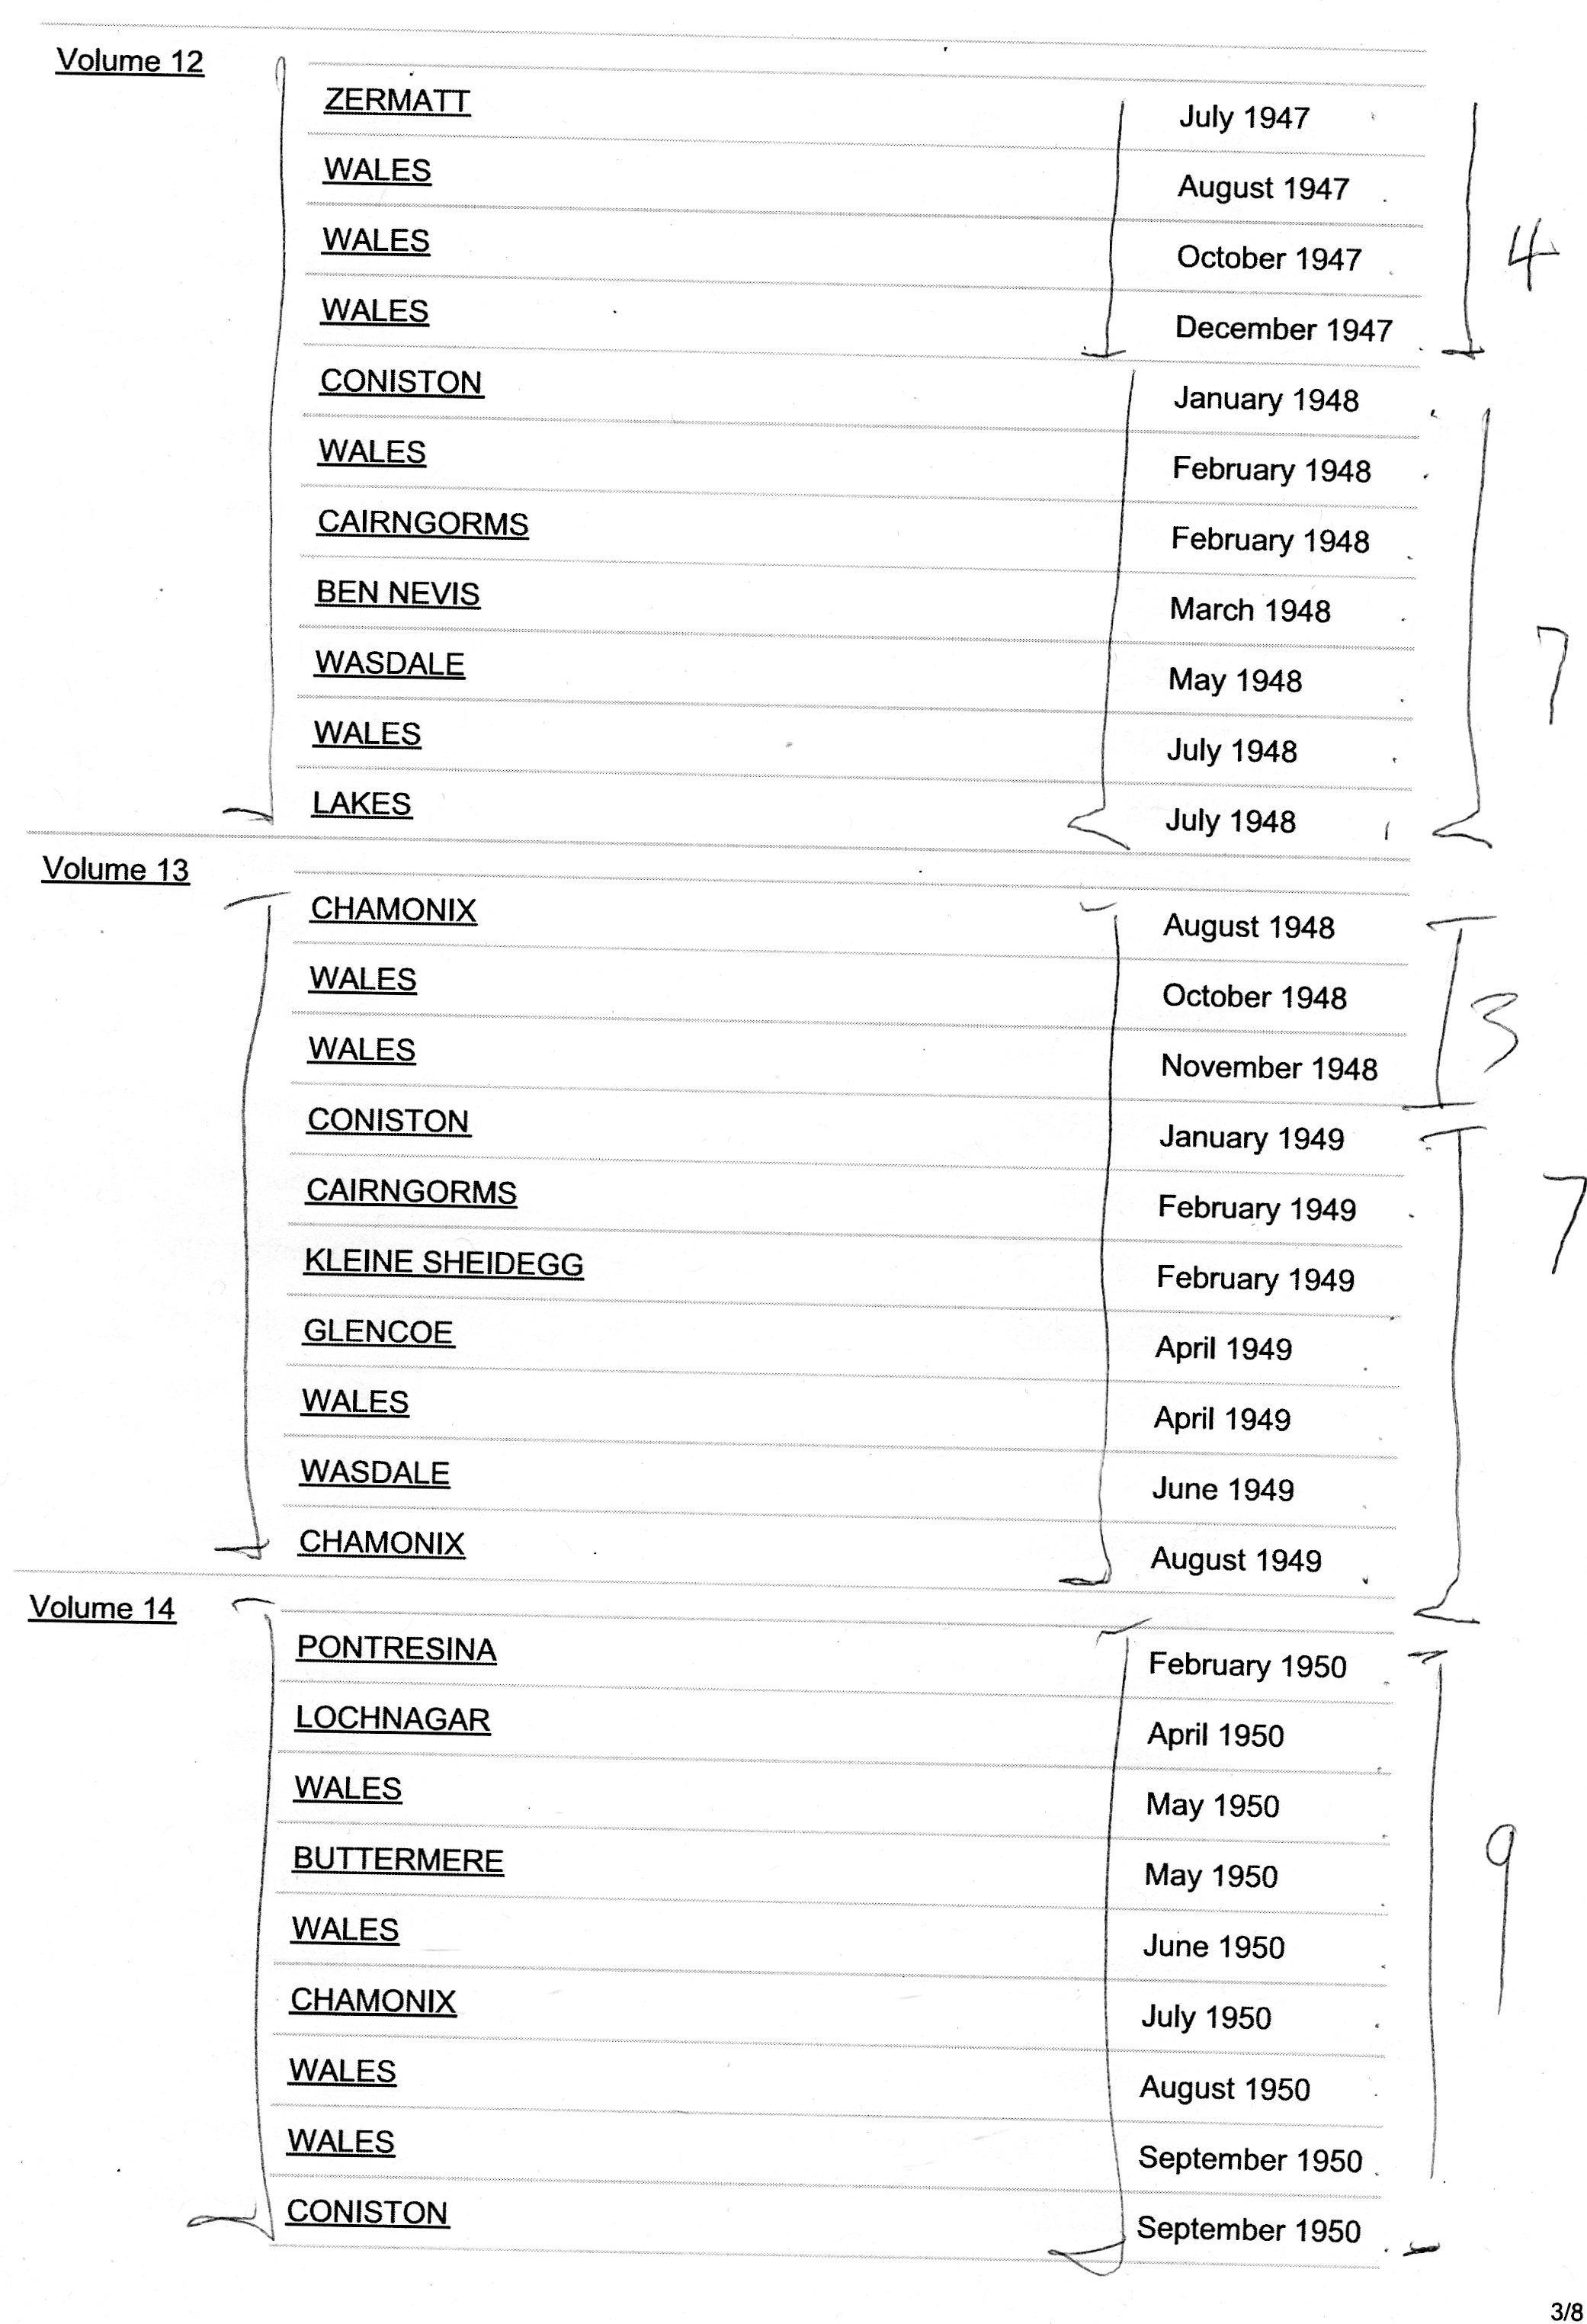 Volume 12
ZERMATT July 1947
WALES August 1947
WALES October 1947
4
WALES December 1947
CONISTON January 1948
WALES February 1948
CAIRNGORMS February 1948
BEN NEVIS March 1948
7
WASDALE May 1948
WALES July 1948
LAKES July 1948
Volume 13
CHAMONIX August 1948
WALES October 1948
3
WALES November 1948
CONISTON January 1949
CAIRNGORMS February 1949
7
KLEINE SHEIDEGG February 1949
GLENCOE April 1949
WALES April 1949
WASDALE June 1949
CHAMONIX August 1949
Volume 14
PONTRESINA February 1950
LOCHNAGAR April 1950
WALES May 1950
BUTTERMERE May 1950
9
WALES June 1950
CHAMONIX July 1950
WALES August 1950
WALES September 1950
CONISTON September 1950
3/8